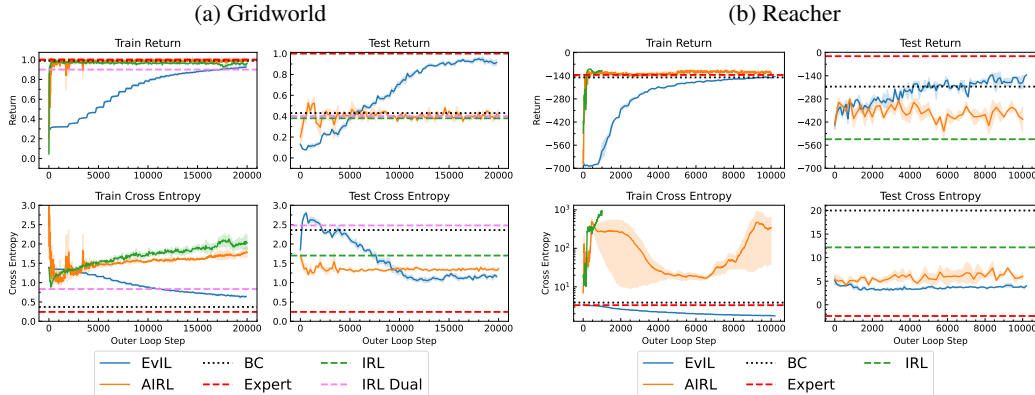 (a) Gridworld
(b) Reacher
Train Return
Test Return
Train Return
Test Return
Return
1.0
0.8
0.6
0.4
0.2
0.0
0 5000 10000 15000 20000
1.0
0.8
0.6
0.4
0.2
0.0
0 5000 10000 15000 20000
Return
0
−140
−280
−420
−560
−700
0 2000 4000 6000 8000 10000
0
−140
−280
−420
−560
−700
0 2000 4000 6000 8000 10000
Train Cross Entropy
Test Cross Entropy
Train Cross Entropy
Test Cross Entropy
Cross Entropy
3.0
2.5
2.0
1.5
1.0
0.5
0.0
0 5000 10000 15000 20000
3.0
2.5
2.0
1.5
1.0
0.5
0.0
0 5000 10000 15000 20000
Cross Entropy
10³
10²
10¹
0 2000 4000 6000 8000 10000
20
15
10
5
0
0 2000 4000 6000 8000 10000
Outer Loop Step
Outer Loop Step
EvIL BC IRL
AIRL Expert IRL Dual
EvIL BC IRL
AIRL Expert